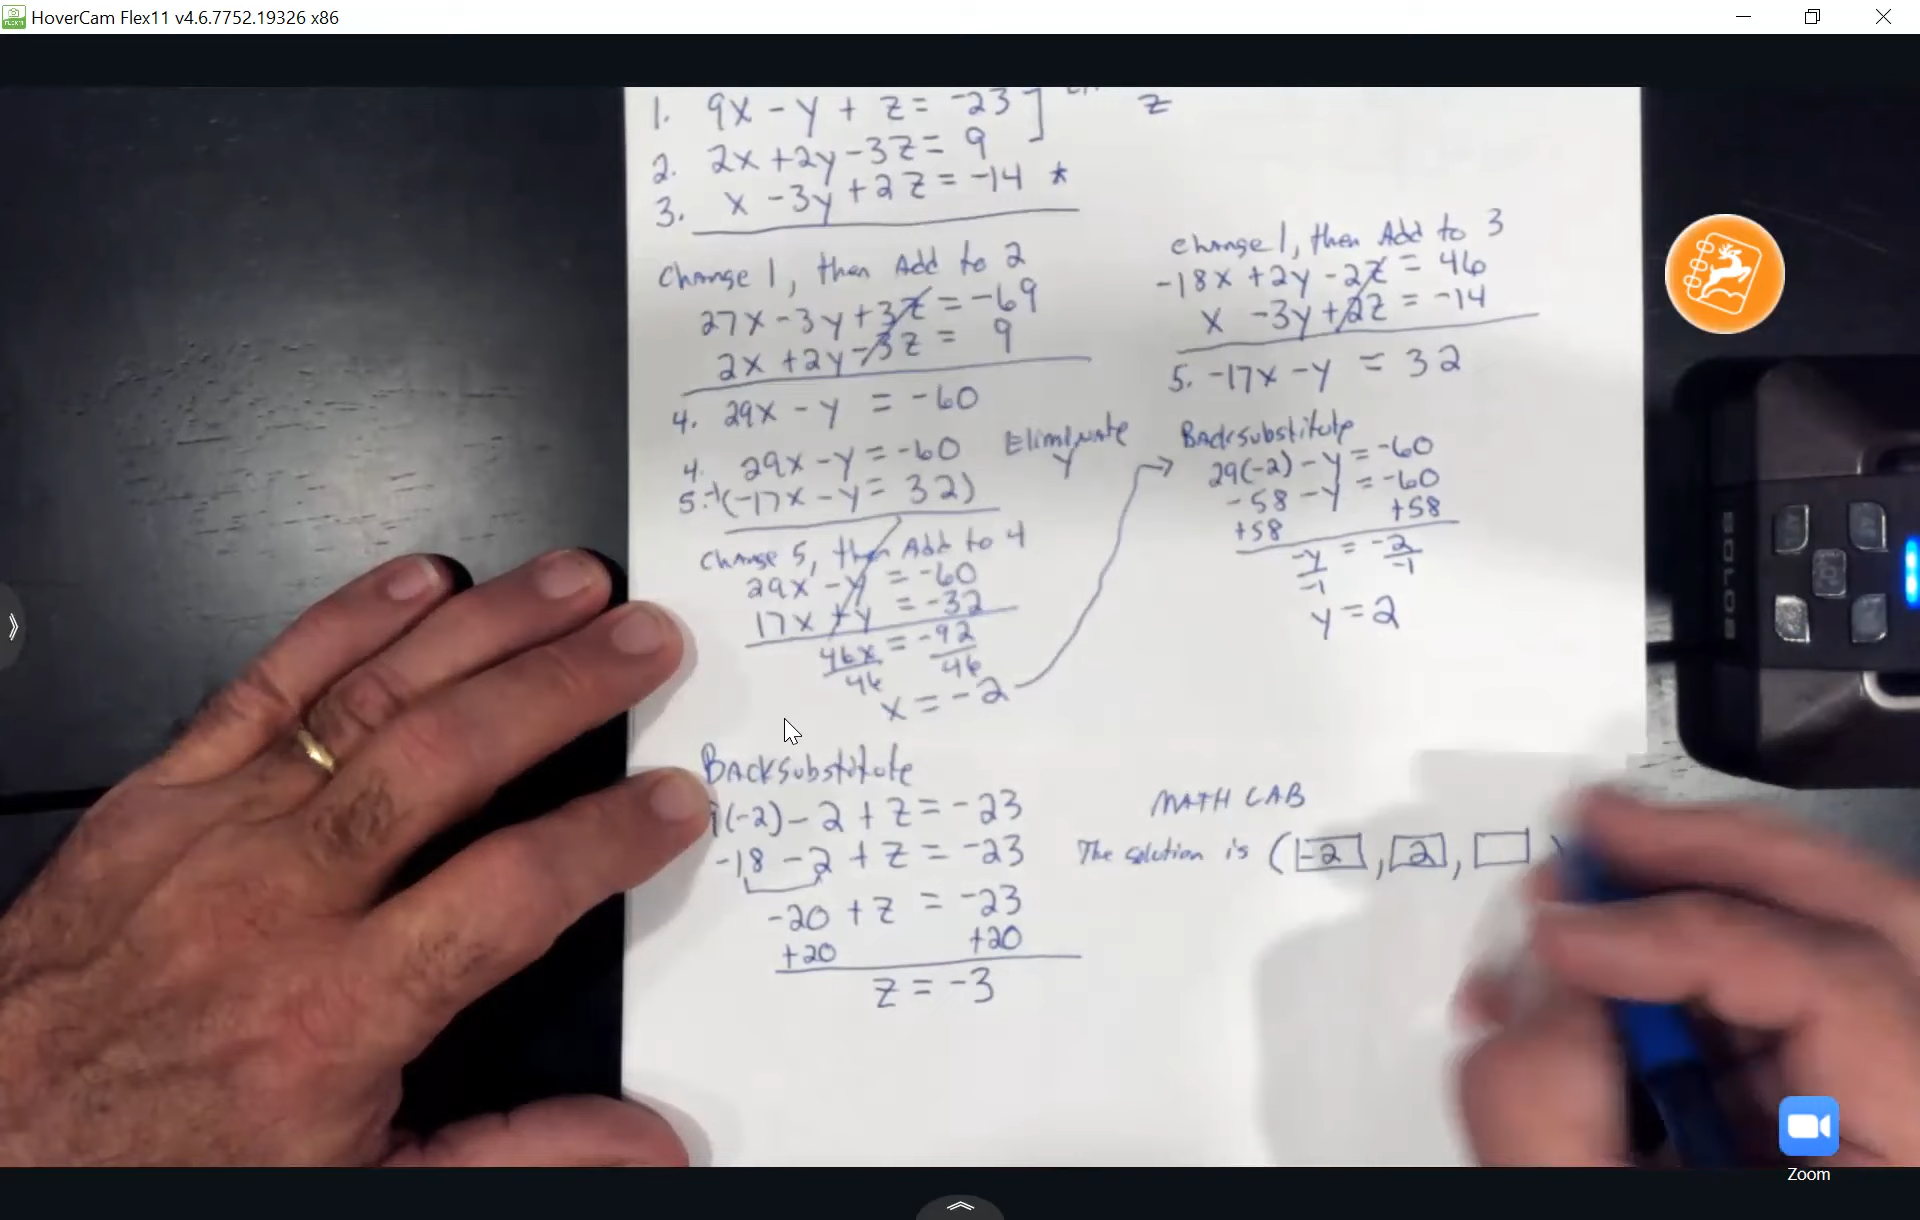 HoverCam Flex11 v4.6.7752.19326 x86
1. 9x - y + z = -23
z
2. 2x + 2y - 3z = 9
3. x - 3y + 2z = -14 *
Change 1, then Add to 2
27x - 3y + 3z = -69
2x + 2y - 3z = 9
4. 29x - y = -60
Change 1, then Add to 3
-18x + 2y - 2z = 46
x - 3y + 2z = -14
5. -17x - y = 32
4. 29x - y = -60
5. -1(-17x - y = 32)
Eliminate
y
Change 5, then Add to 4
29x - y = -60
17x + y = -32
46x = -92
46 46
x = -2
Backsubstitute
29(-2) - y = -60
-58 - y = -60
+58 +58
-y = -2
-1 -1
y = 2
Backsubstitute
(-2) - 2 + z = -23
-18 - 2 + z = -23
-20 + z = -23
+20 +20
z = -3
MATH LAB
The solution is (-2, 2, )
SOLO8
Zoom